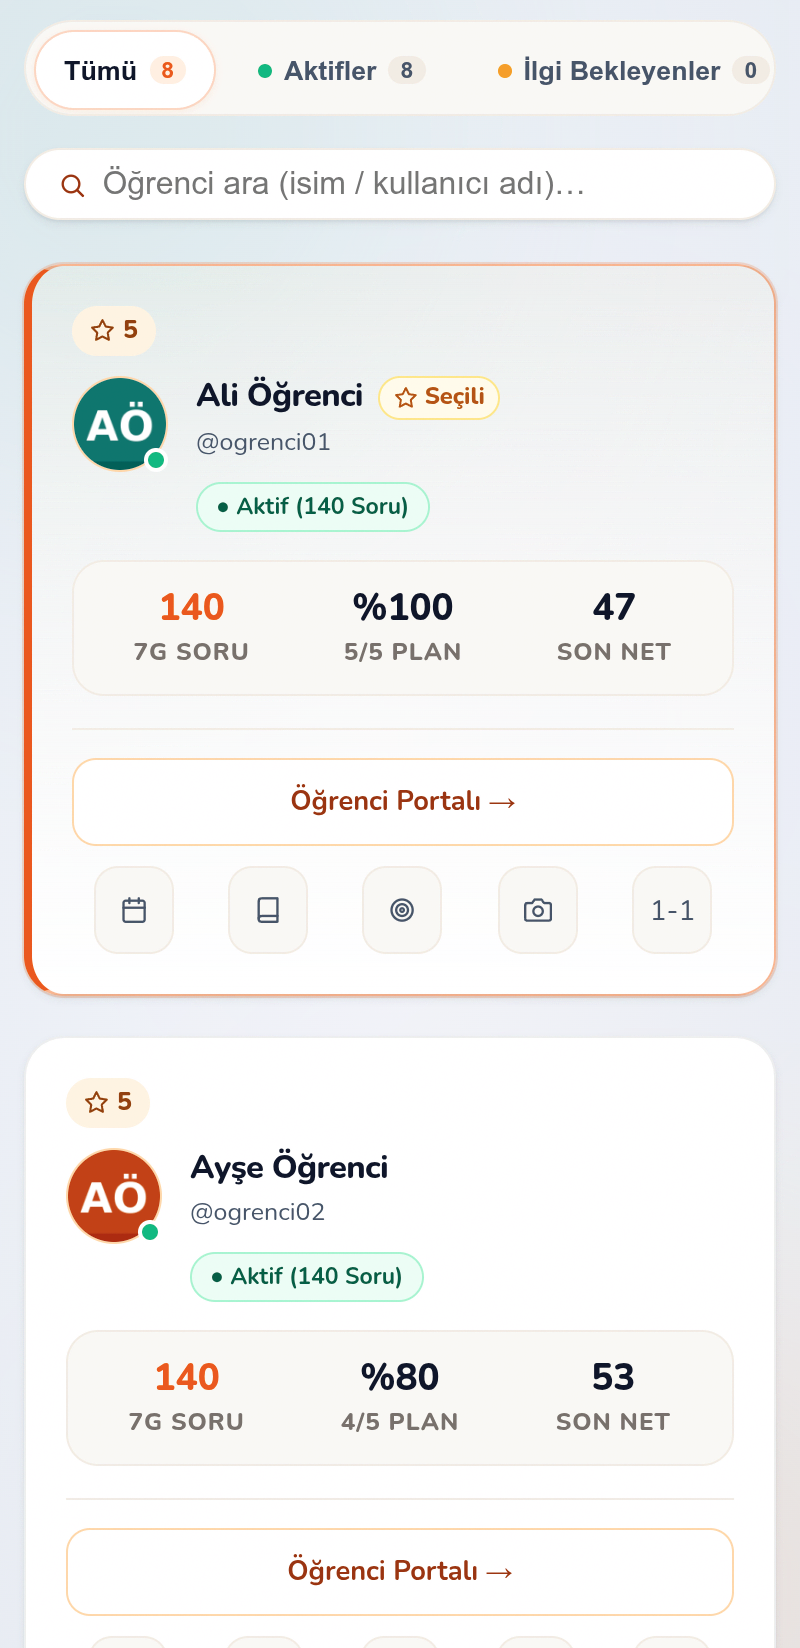 Tümü 8 Aktifler 8 İlgi Bekleyenler 0
Öğrenci ara (isim / kullanıcı adı)...
5
AÖ
Ali Öğrenci Seçili
@ogrenci01
• Aktif (140 Soru)
140 %100 47
7G SORU 5/5 PLAN SON NET
Öğrenci Portalı →
1-1
5
AÖ
Ayşe Öğrenci
@ogrenci02
• Aktif (140 Soru)
140 %80 53
7G SORU 4/5 PLAN SON NET
Öğrenci Portalı →